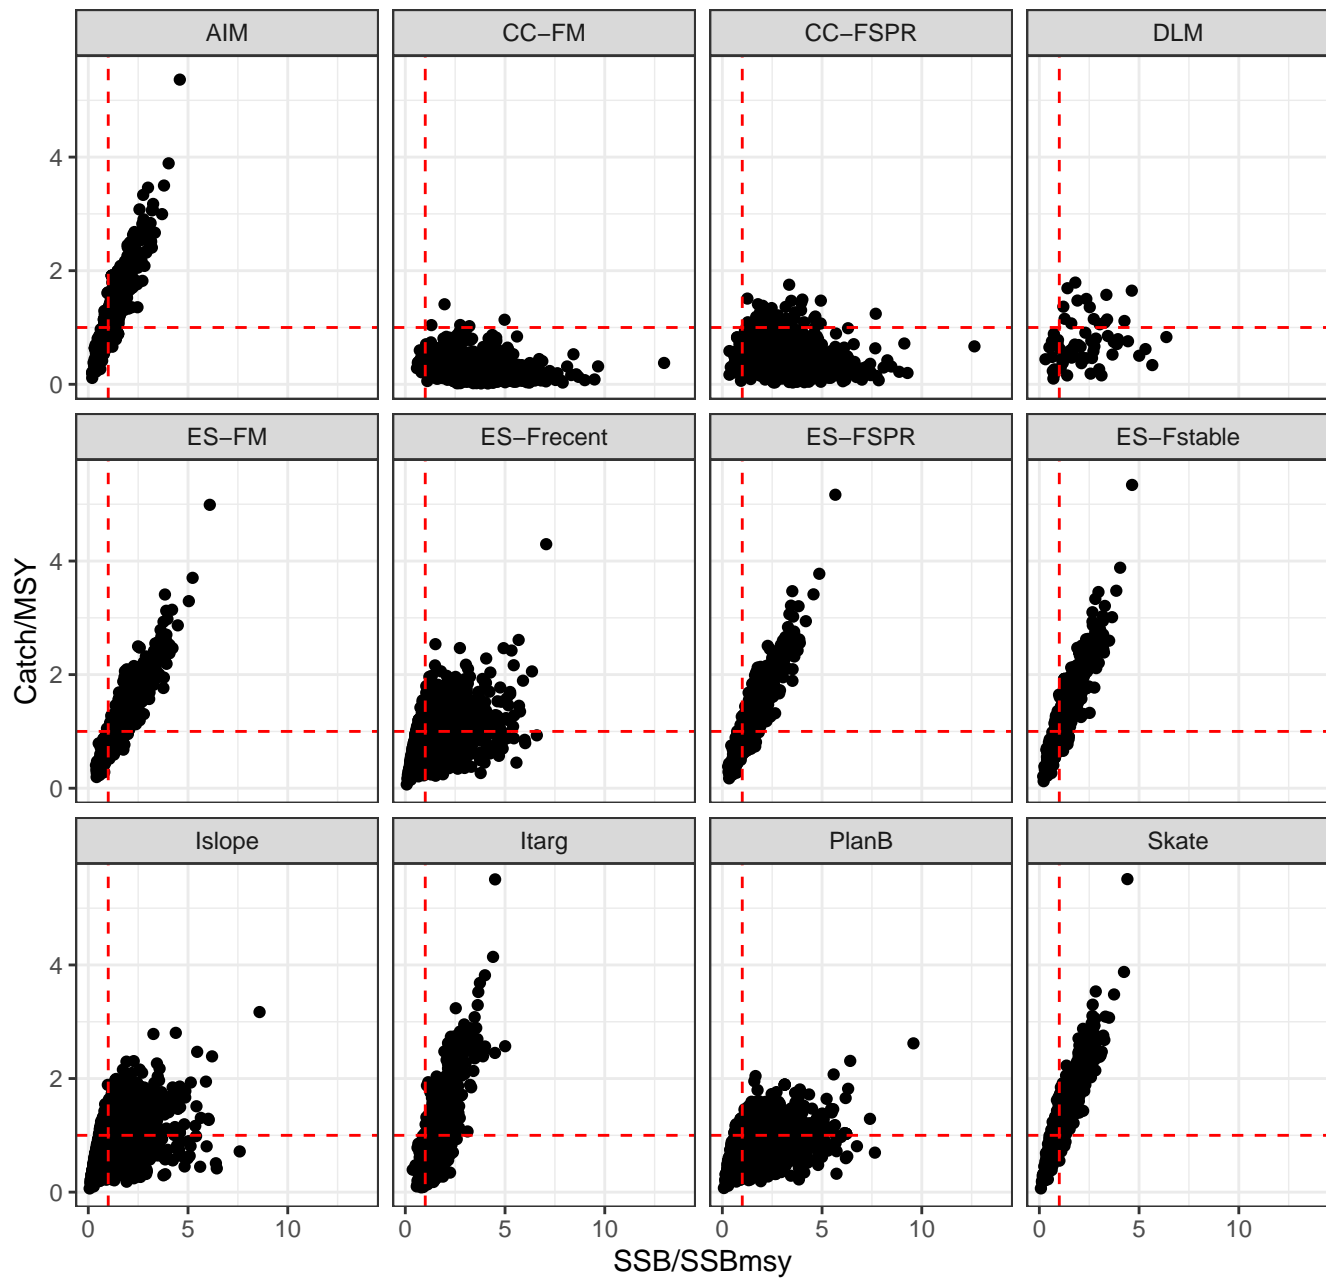 AIM CC−FM CC−FSPR DLM
4
2
0
ES−FM ES−Frecent ES−FSPR ES−Fstable
4
2
0
Catch/MSY
Islope Itarg PlanB Skate
4
2
0
0 5 10 0 5 10 0 5 10 0 5 10
SSB/SSBmsy